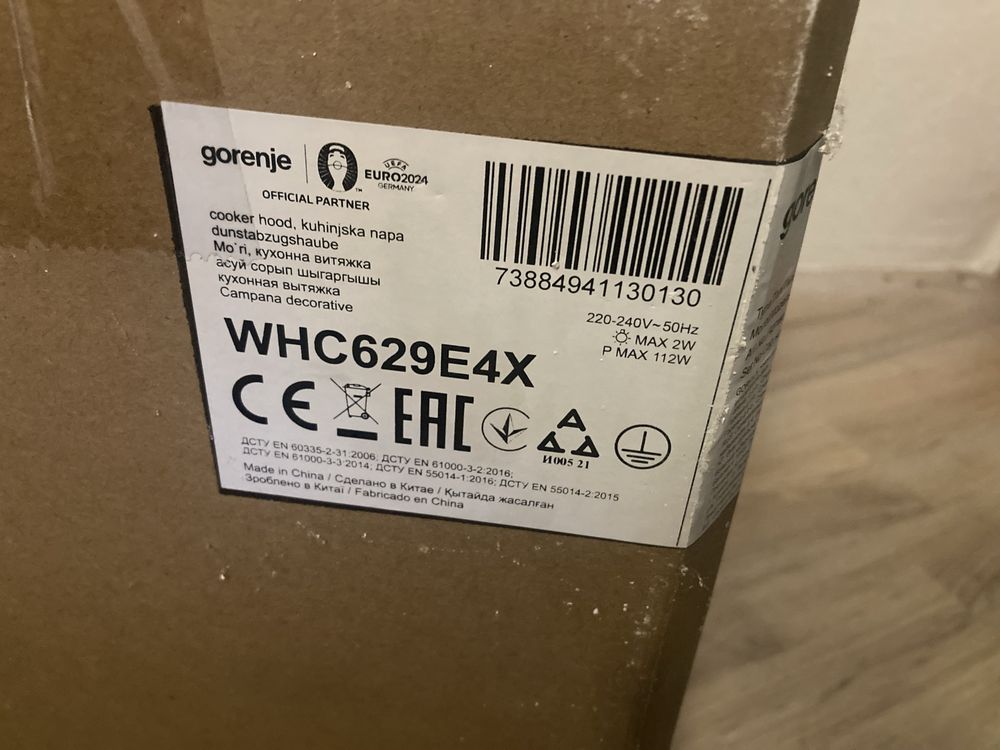 gorenje
UEFA
EURO2024
GERMANY
TM
OFFICIAL PARTNER
cooker hood, kuhinjska napa
dunstabzugshaube
Mo`ri, кухонна витяжка
асуй сорып шыгаргышы
кухонная вытяжка
Campana decorative
73884941130130
220-240V~50Hz
MAX 2W
P MAX 112W
WHC629E4X
CE
EAC
И005 21
ДСТУ EN 60335-2-31:2006, ДСТУ EN 61000-3-2:2016;
ДСТУ EN 61000-3-3:2014; ДСТУ EN 55014-1:2016; ДСТУ EN 55014-2:2015
Made in China / Сделано в Китае / Қытайда жасалған
Зроблено в Китаї / Fabricado en China